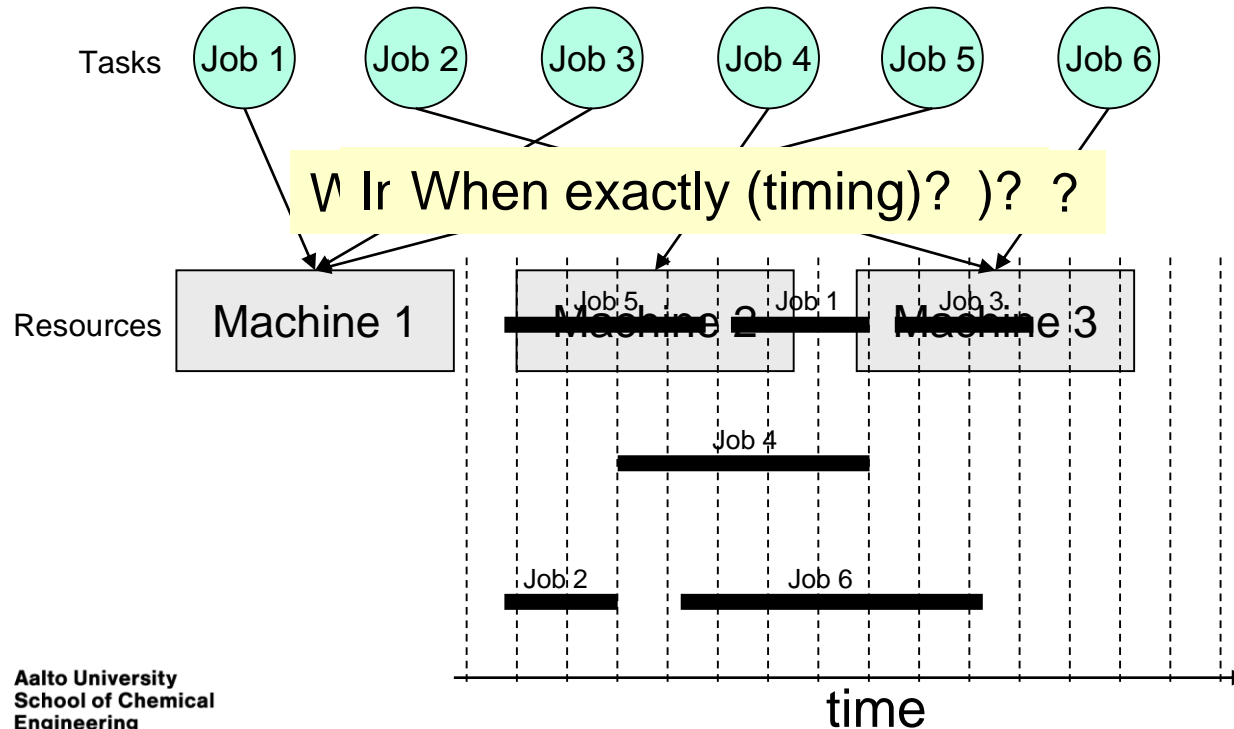 Tasks
Job 1
Job 2
Job 3
Job 4
Job 5
Job 6
When exactly (timing)? )? ?
Resources
Machine 1
Machine 2
Machine 3
Job 5
Job 1
Job 3
Job 4
Job 2
Job 6
time
Aalto University
School of Chemical
Engineering